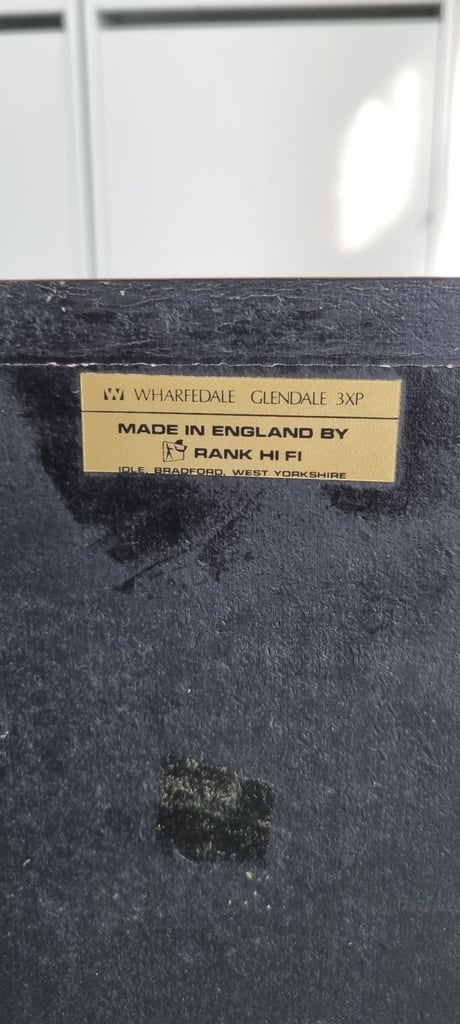 W WHARFEDALE GLENDALE 3XP
MADE IN ENGLAND BY
RANK HI FI
IDLE, BRADFORD, WEST YORKSHIRE